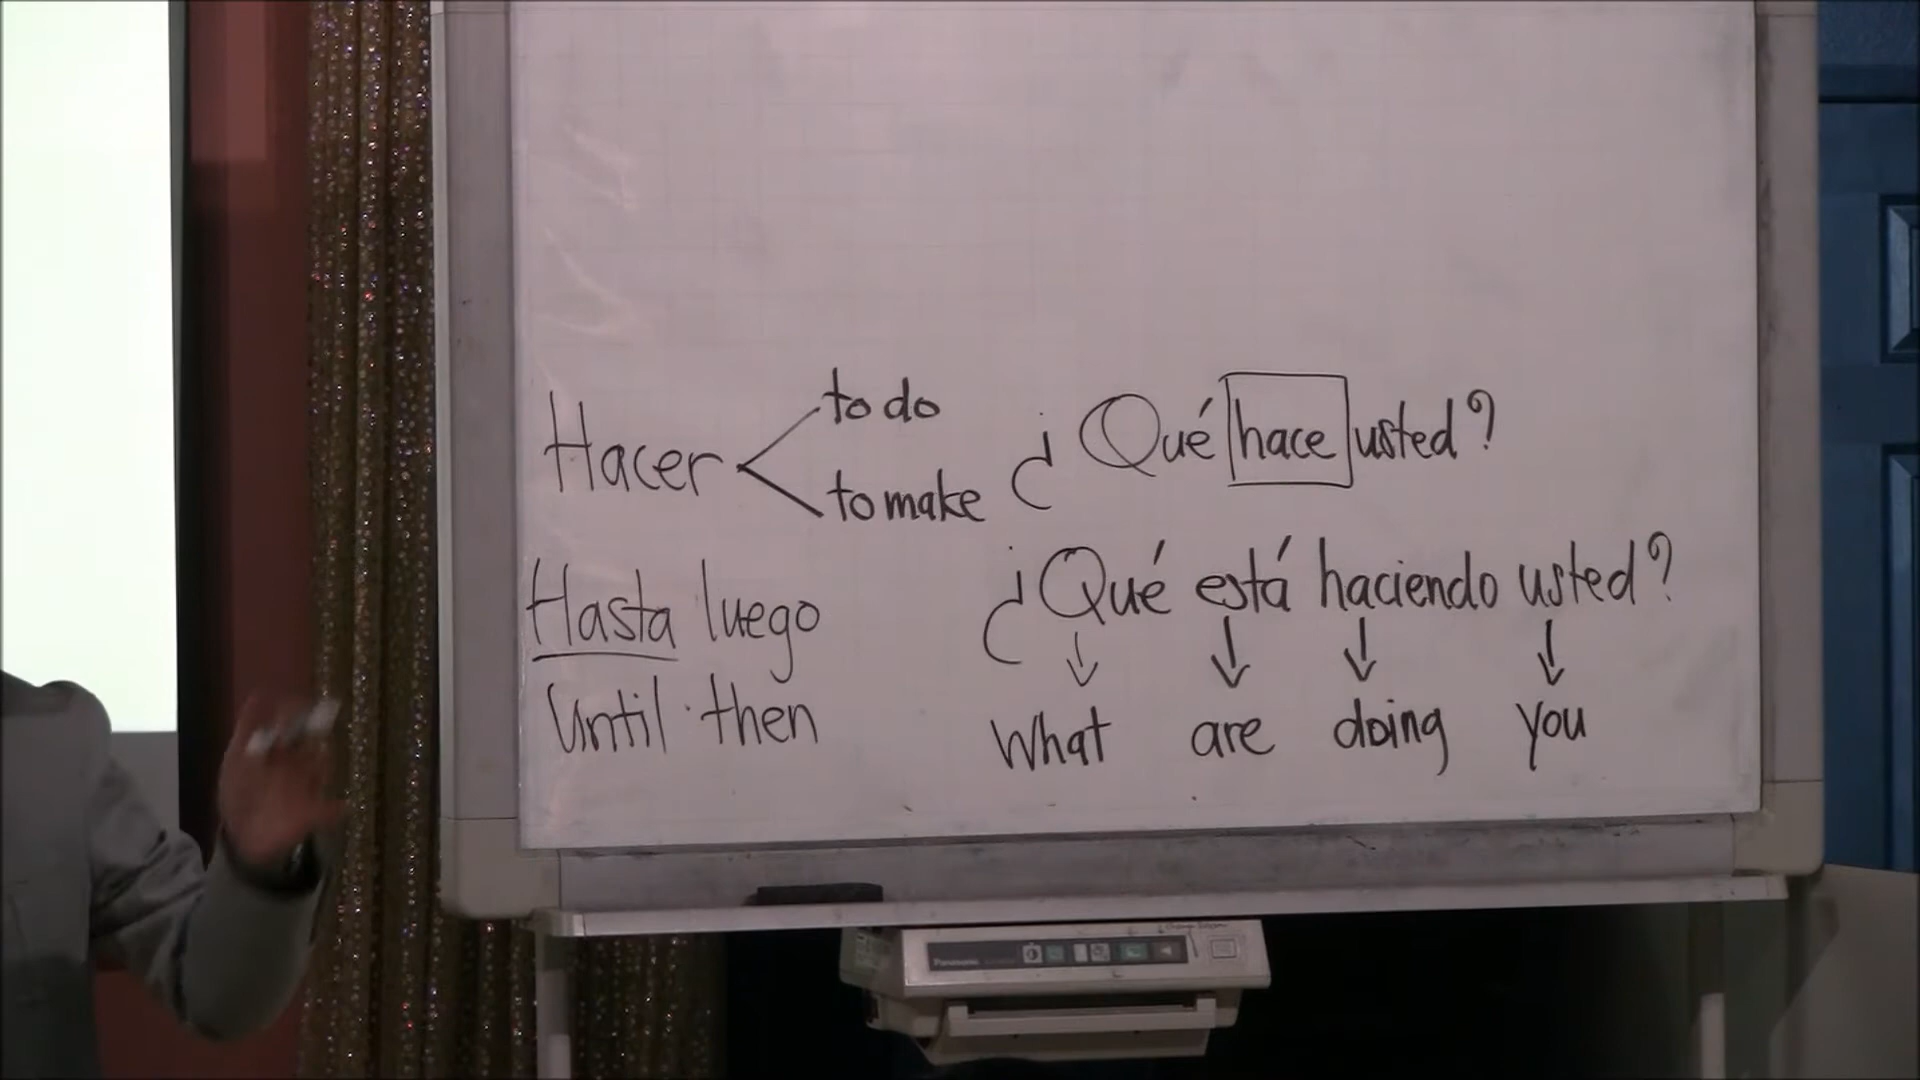 Hacer
to do
to make
¿Qué hace usted?
Hasta luego
Until then
¿Qué está haciendo usted?
What are doing you
Panasonic